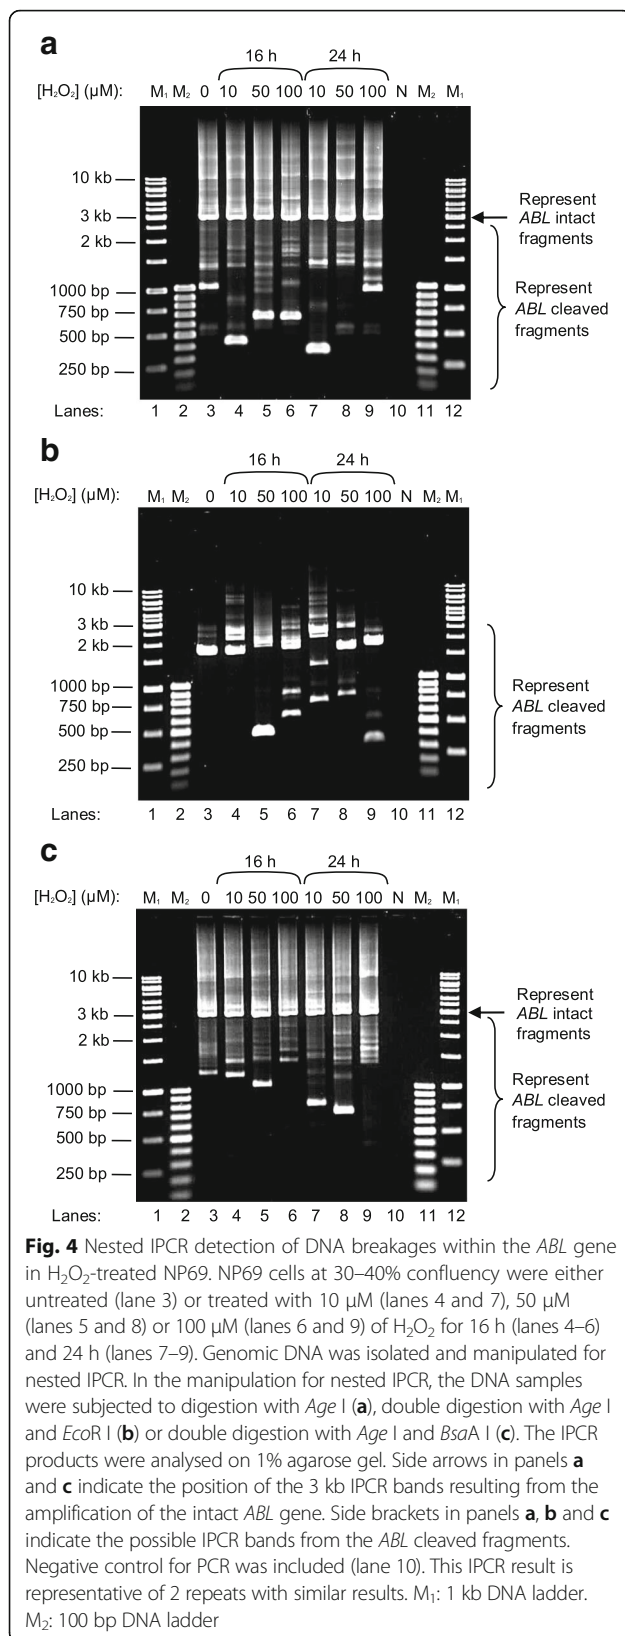 a
16 h 24 h
[H₂O₂] (µM): M₁ M₂ 0 10 50 100 10 50 100 N M₂ M₁
10 kb
3 kb
2 kb
1000 bp
750 bp
500 bp
250 bp
Represent
ABL intact
fragments
Represent
ABL cleaved
fragments
Lanes: 1 2 3 4 5 6 7 8 9 10 11 12
b
16 h 24 h
[H₂O₂] (µM): M₁ M₂ 0 10 50 100 10 50 100 N M₂ M₁
10 kb
3 kb
2 kb
1000 bp
750 bp
500 bp
250 bp
Represent
ABL cleaved
fragments
Lanes: 1 2 3 4 5 6 7 8 9 10 11 12
c
16 h 24 h
[H₂O₂] (µM): M₁ M₂ 0 10 50 100 10 50 100 N M₂ M₁
10 kb
3 kb
2 kb
1000 bp
750 bp
500 bp
250 bp
Represent
ABL intact
fragments
Represent
ABL cleaved
fragments
Lanes: 1 2 3 4 5 6 7 8 9 10 11 12
Fig. 4 Nested IPCR detection of DNA breakages within the ABL gene
in H₂O₂-treated NP69. NP69 cells at 30–40% confluency were either
untreated (lane 3) or treated with 10 µM (lanes 4 and 7), 50 µM
(lanes 5 and 8) or 100 µM (lanes 6 and 9) of H₂O₂ for 16 h (lanes 4–6)
and 24 h (lanes 7–9). Genomic DNA was isolated and manipulated for
nested IPCR. In the manipulation for nested IPCR, the DNA samples
were subjected to digestion with Age I (a), double digestion with Age I
and EcoR I (b) or double digestion with Age I and BsaA I (c). The IPCR
products were analysed on 1% agarose gel. Side arrows in panels a
and c indicate the position of the 3 kb IPCR bands resulting from the
amplification of the intact ABL gene. Side brackets in panels a, b and c
indicate the possible IPCR bands from the ABL cleaved fragments.
Negative control for PCR was included (lane 10). This IPCR result is
representative of 2 repeats with similar results. M₁: 1 kb DNA ladder.
M₂: 100 bp DNA ladder